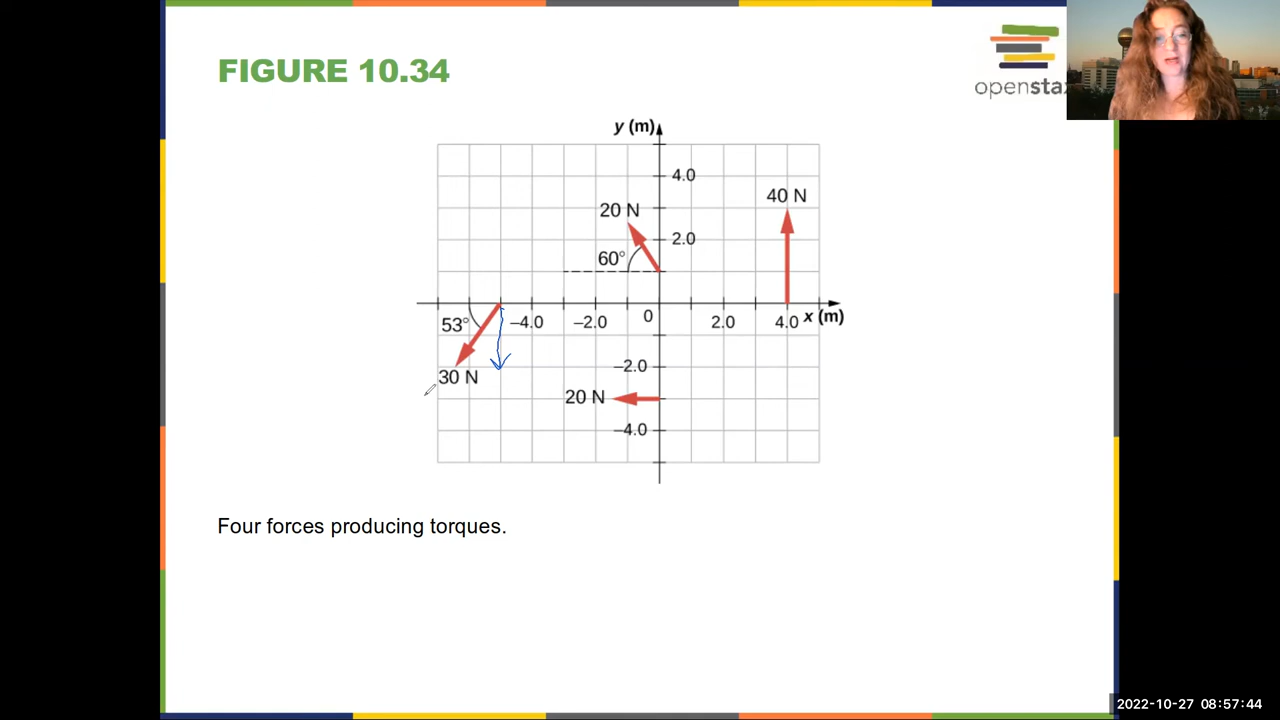 FIGURE 10.34
openstax
y (m)
4.0
40 N
20 N
2.0
60°
53°
–4.0
–2.0
0
2.0
4.0
x (m)
–2.0
30 N
20 N
–4.0
Four forces producing torques.
2022-10-27 08:57:44